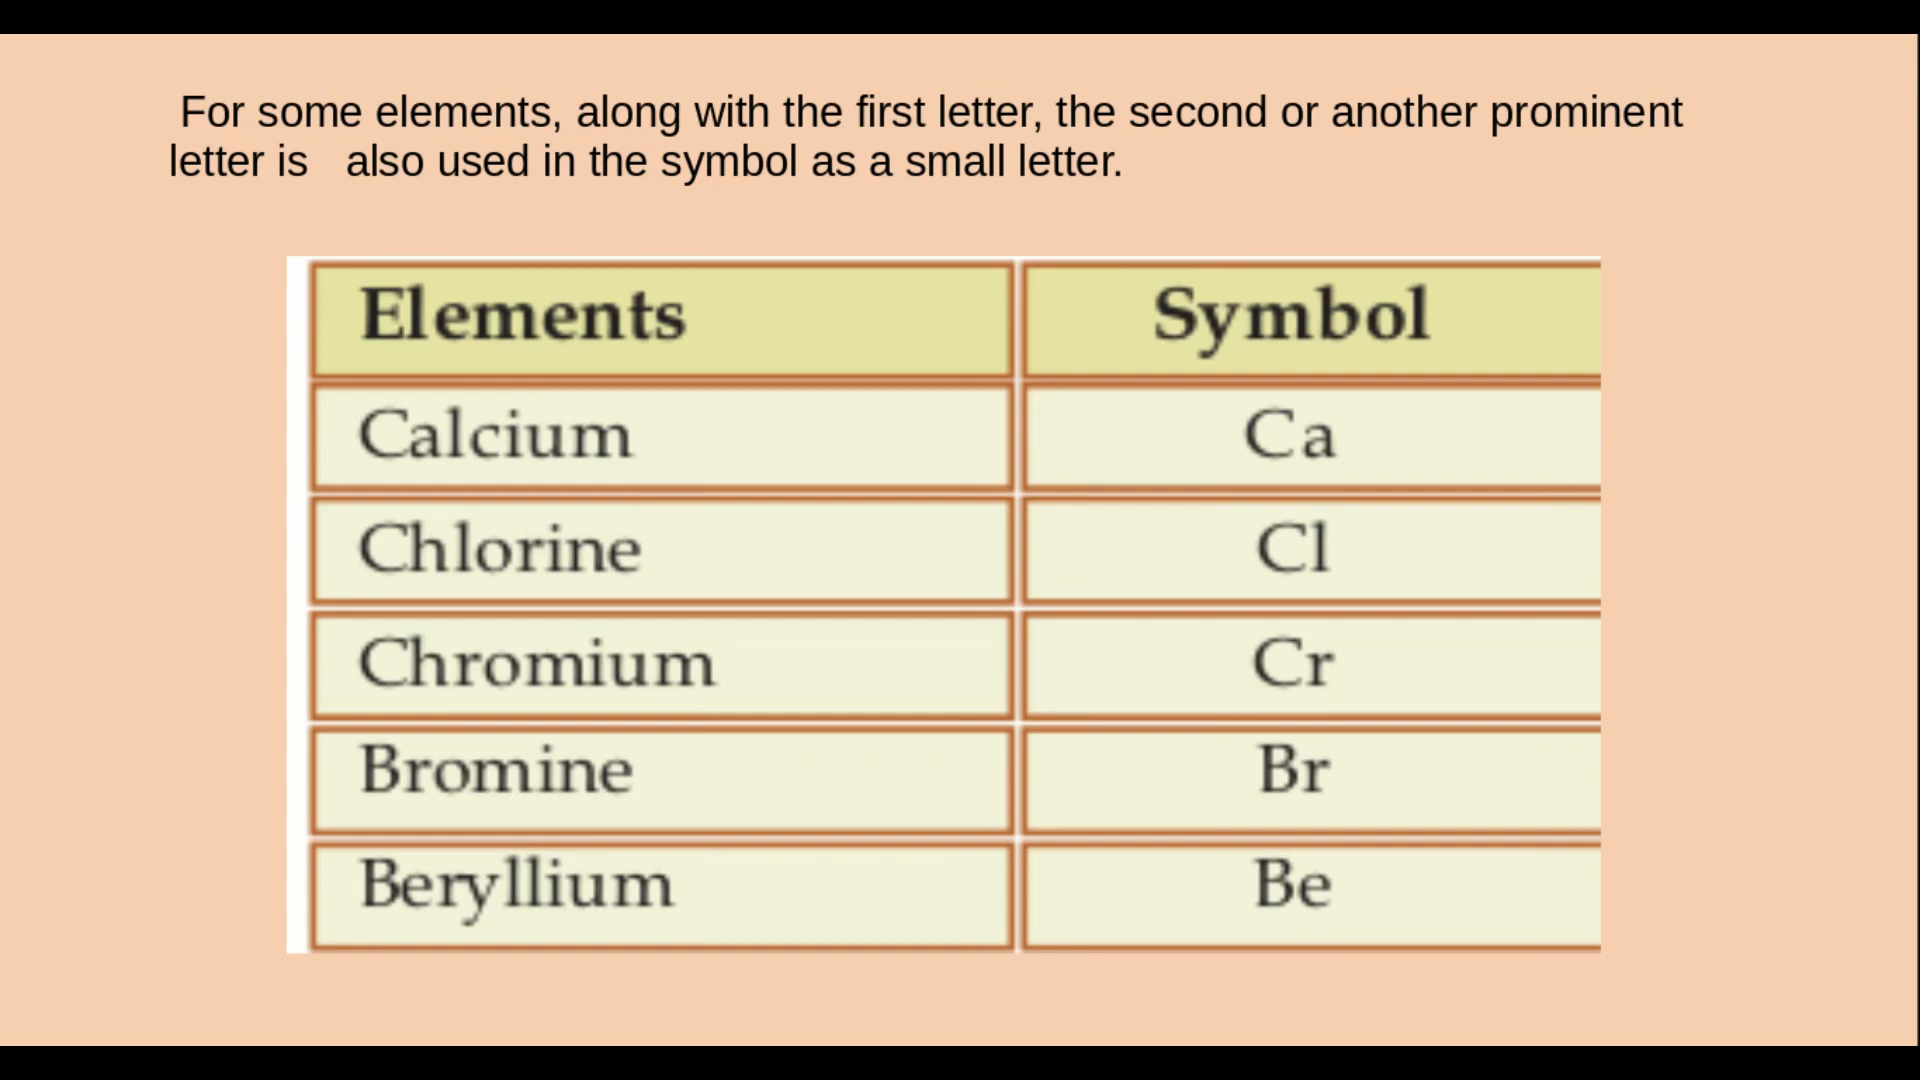 For some elements, along with the first letter, the second or another prominent
letter is also used in the symbol as a small letter.
Elements Symbol
Calcium Ca
Chlorine Cl
Chromium Cr
Bromine Br
Beryllium Be